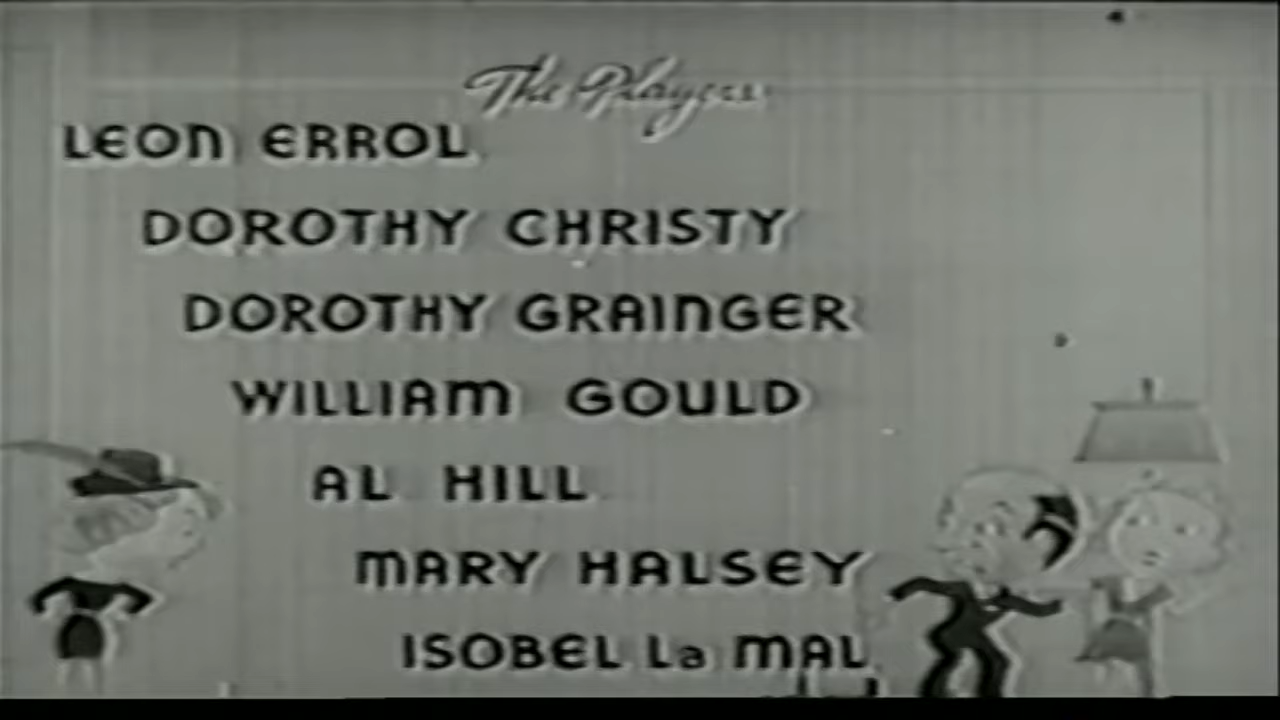 The Players
LEON ERROL
DOROTHY CHRISTY
DOROTHY GRAINGER
WILLIAM GOULD
AL HILL
MARY HALSEY
ISOBEL La MAL